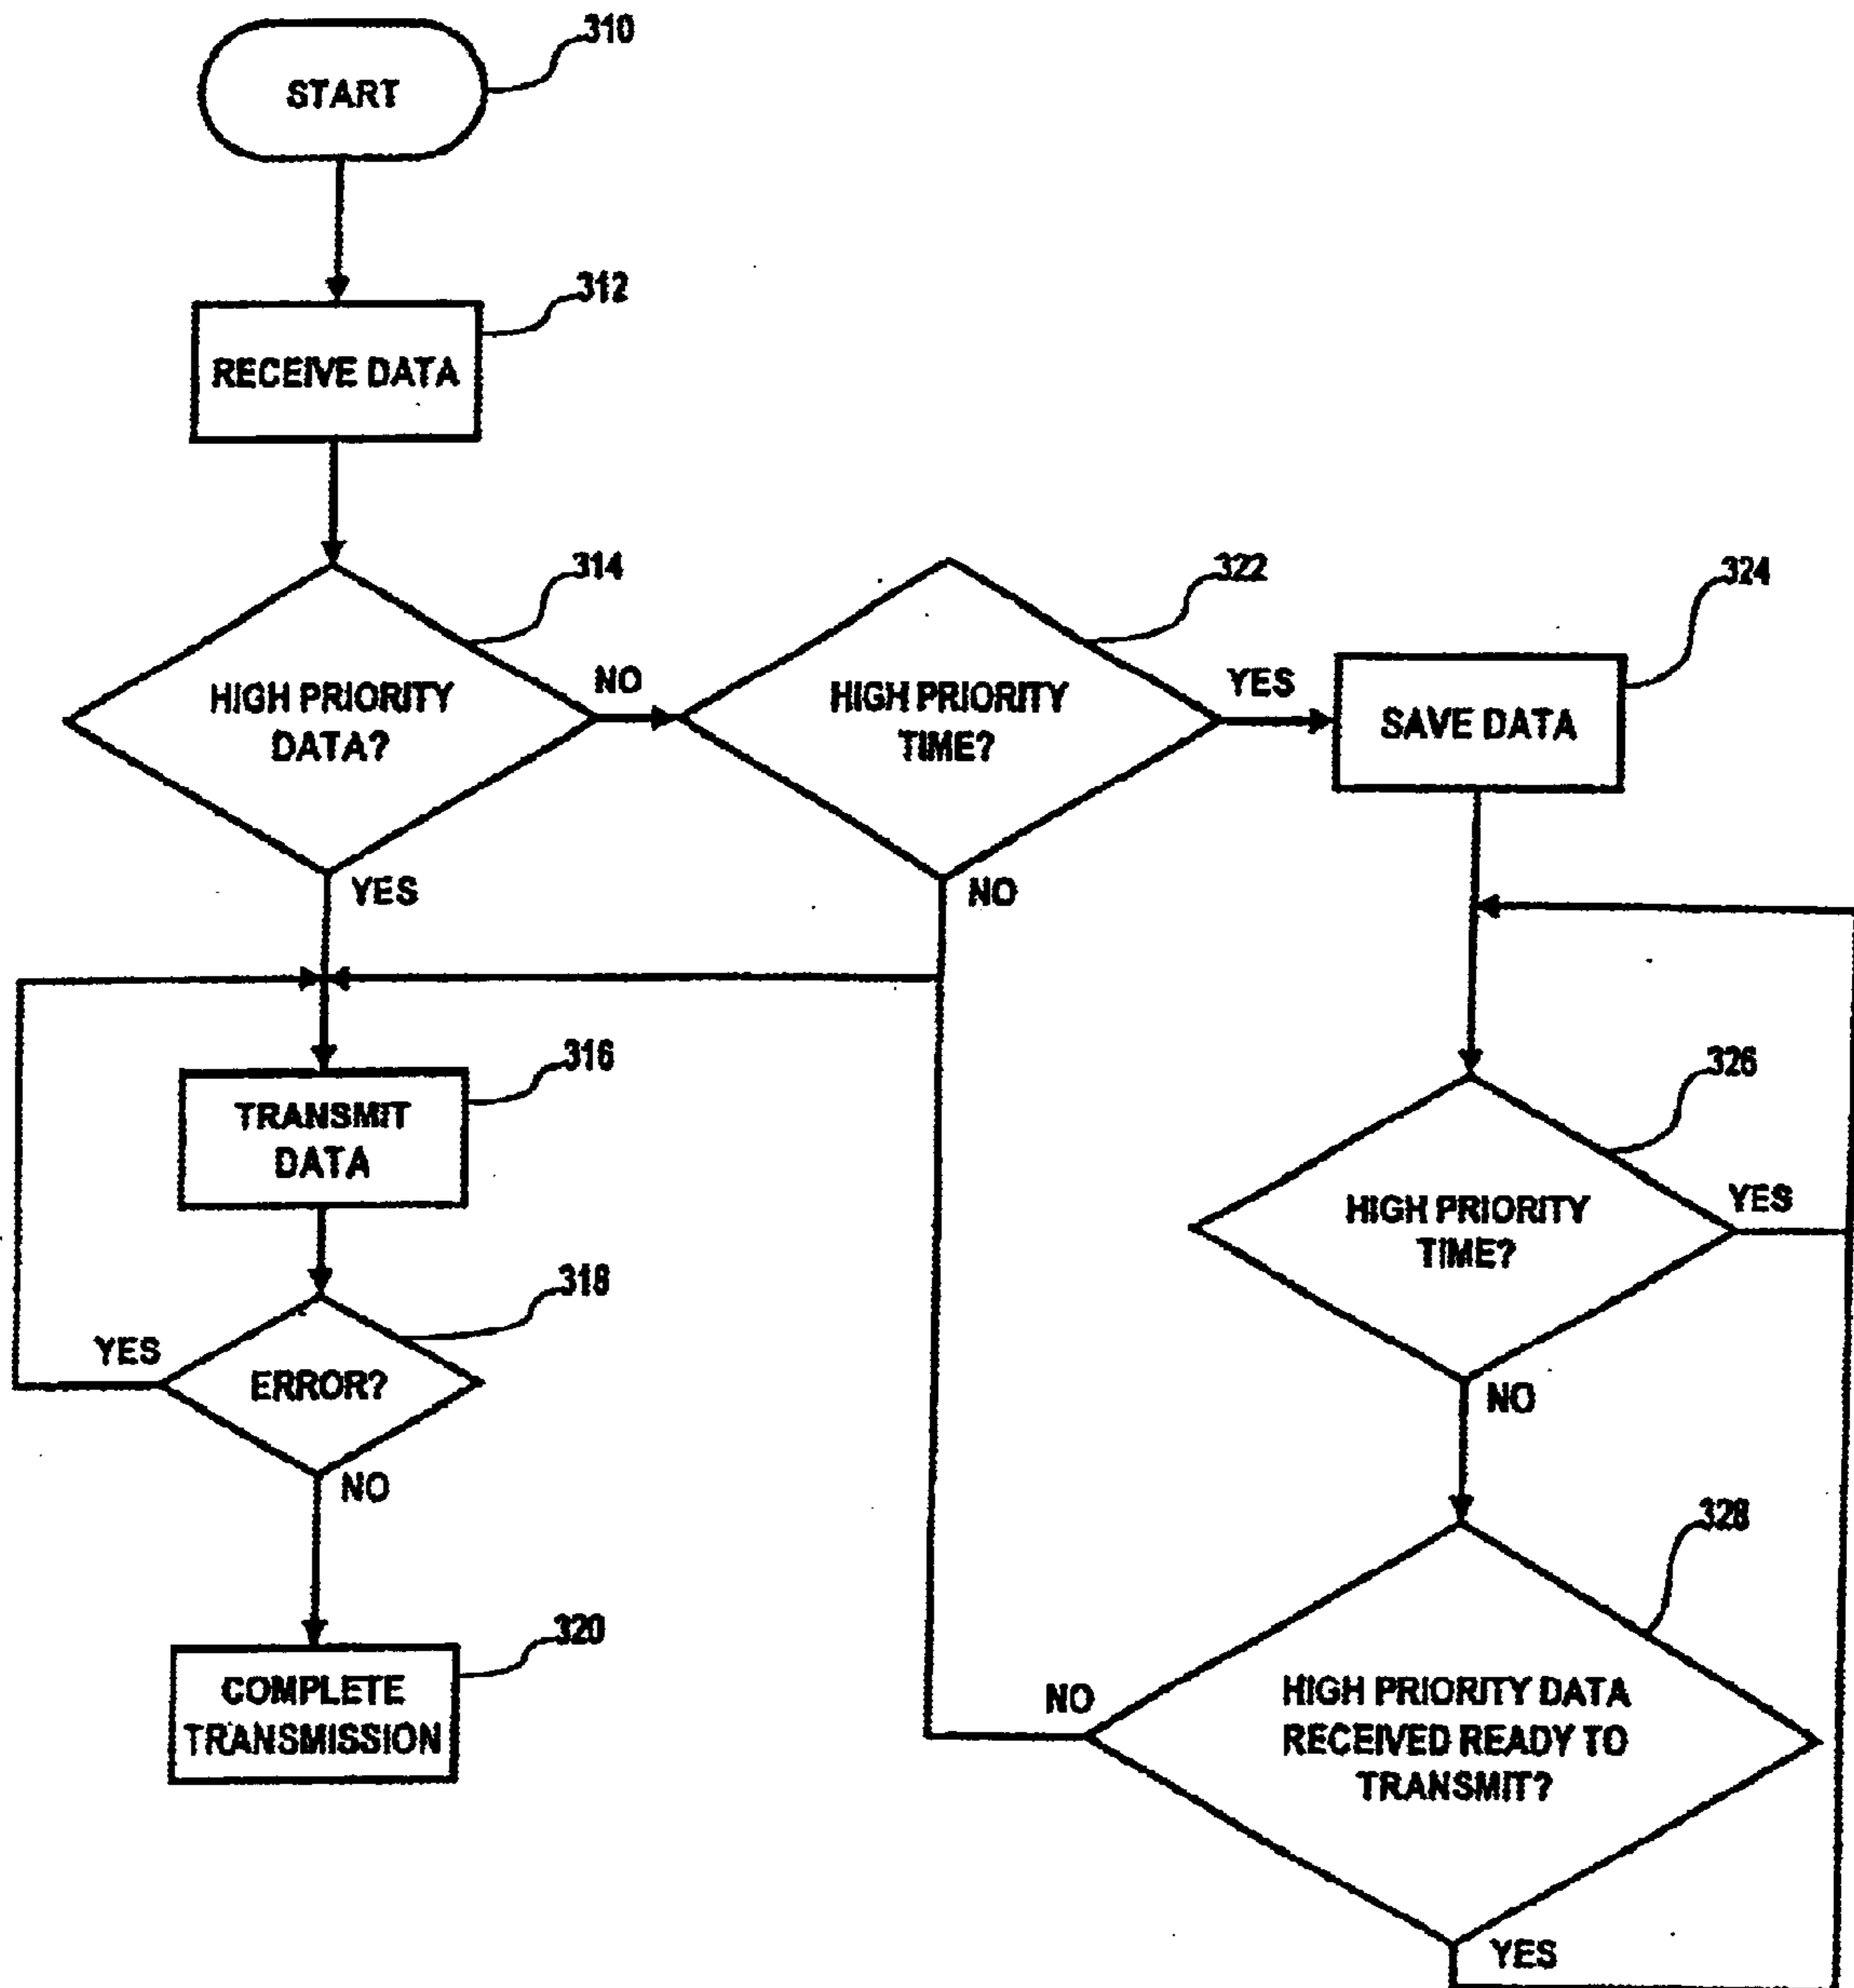 START
310
RECEIVE DATA
312
HIGH PRIORITY
DATA?
314
NO
YES
HIGH PRIORITY
TIME?
322
YES
NO
SAVE DATA
324
TRANSMIT
DATA
316
ERROR?
318
YES
NO
COMPLETE
TRANSMISSION
320
HIGH PRIORITY
TIME?
326
YES
NO
HIGH PRIORITY DATA
RECEIVED READY TO
TRANSMIT?
328
NO
YES